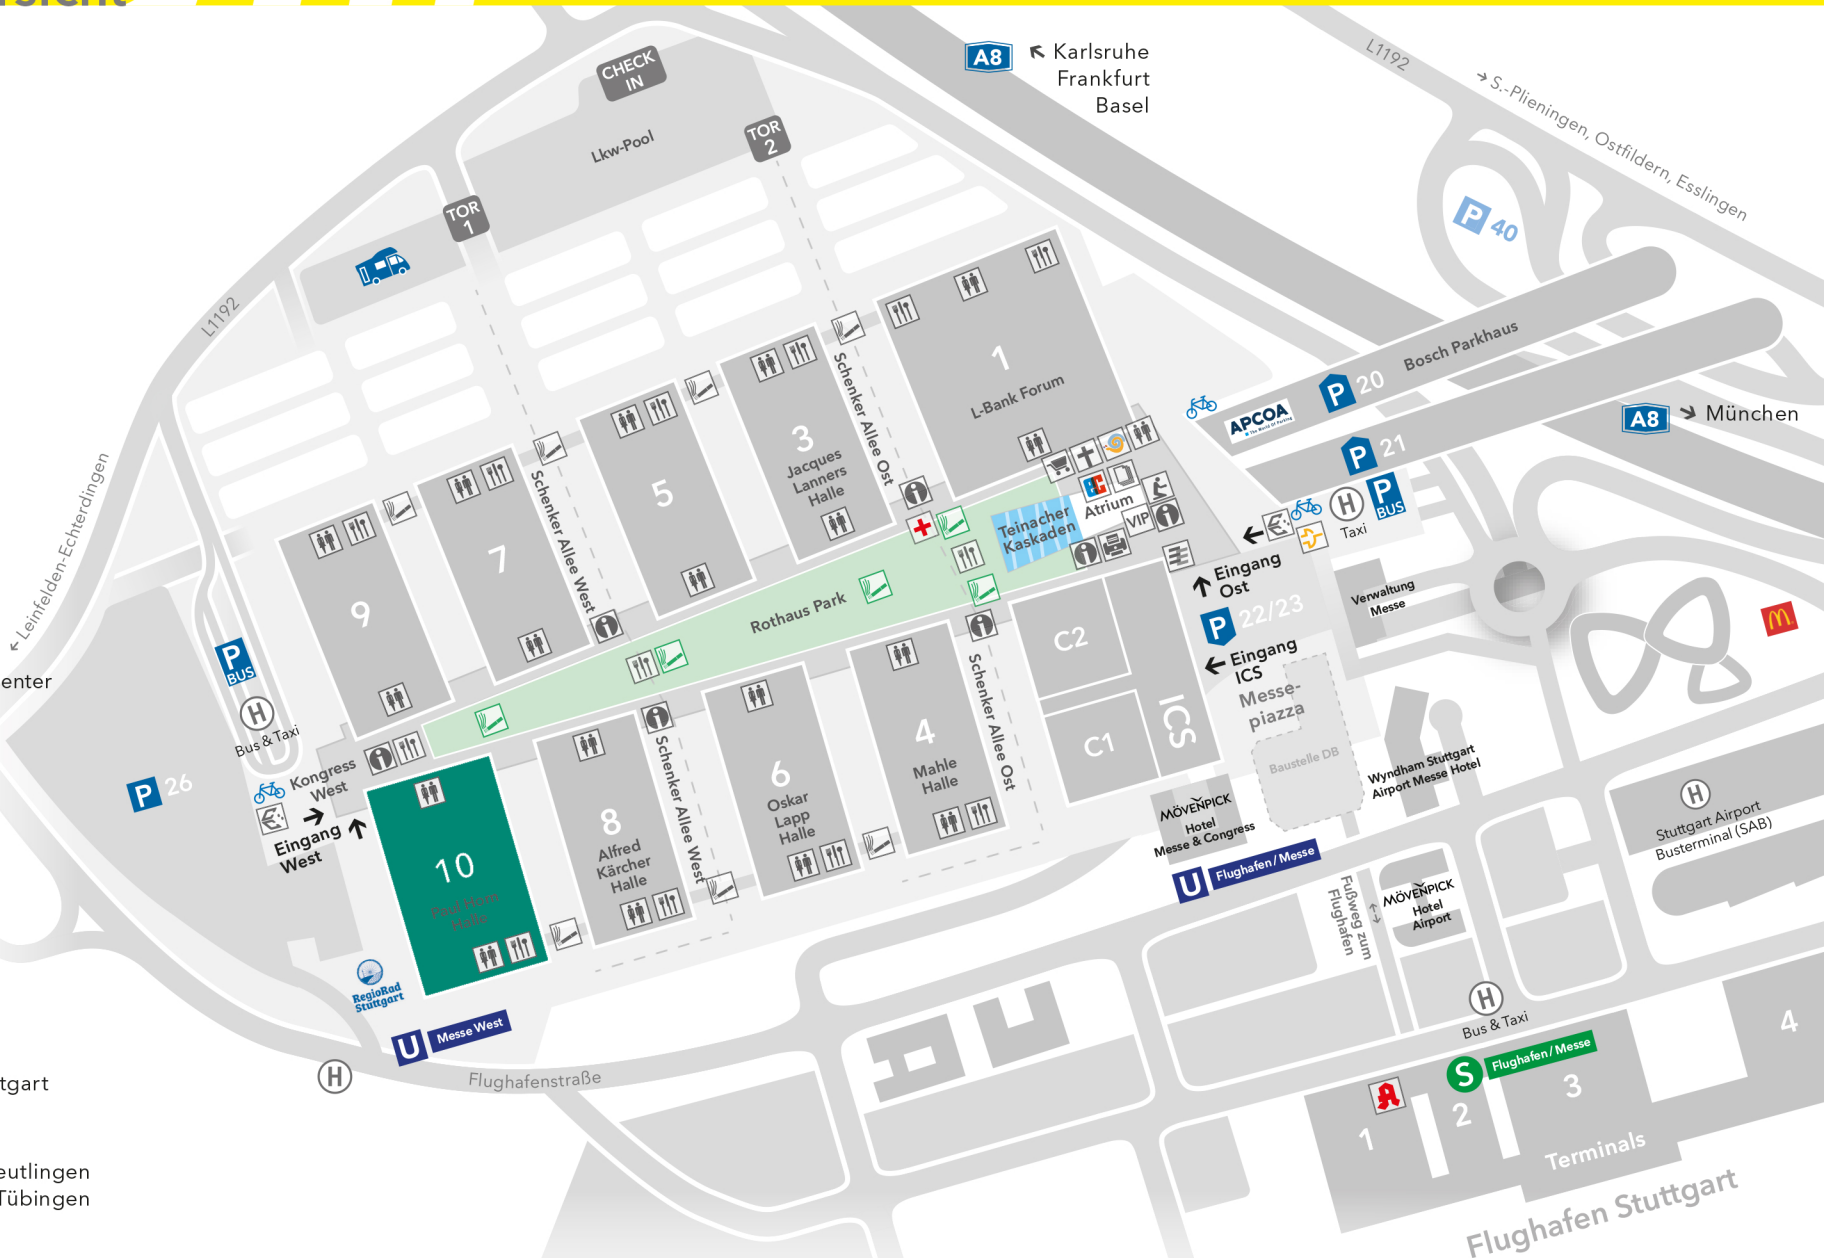 A8
Karlsruhe
Frankfurt
Basel
L1192
S.-Plieningen, Ostfildern, Esslingen
CHECK
IN
Lkw-Pool
TOR
2
TOR
1
P 40
L1192
Leinfelden-Echterdingen
Bosch Parkhaus
P 20
APCOA
P 21
A8
München
1
L-Bank Forum
Schenker Allee Ost
3
Jacques
Lanners
Halle
5
Schenker Allee West
7
9
P
BUS
H
Bus & Taxi
P 26
Kongress
West
Eingang
West
Rothaus Park
Teinacher
Kaskaden
Atrium
VIP
H
Taxi
P
BUS
Eingang
Ost
P 22/23
Eingang
ICS
Verwaltung
Messe
Messe-
piazza
Baustelle DB
C2
C1
ICS
Schenker Allee Ost
4
Mahle
Halle
6
Oskar
Lapp
Halle
Schenker Allee West
8
Alfred
Kärcher
Halle
10
Paul Horn
Halle
RegioRad
Stuttgart
U Messe West
H
Flughafenstraße
MÖVENPICK
Hotel
Messe & Congress
U Flughafen/Messe
Wyndham Stuttgart
Airport Messe Hotel
H
Stuttgart Airport
Busterminal (SAB)
Fußweg zum
Flughafen
MÖVENPICK
Hotel
Airport
H
Bus & Taxi
S Flughafen/Messe
1
2
3
4
Terminals
Flughafen Stuttgart
enter
tgart
eutlingen
Tübingen